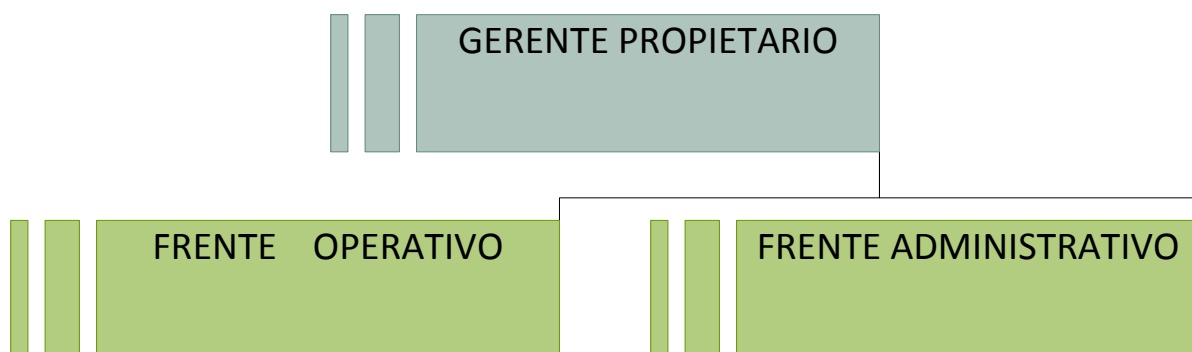 GERENTE PROPIETARIO
FRENTE OPERATIVO
FRENTE ADMINISTRATIVO